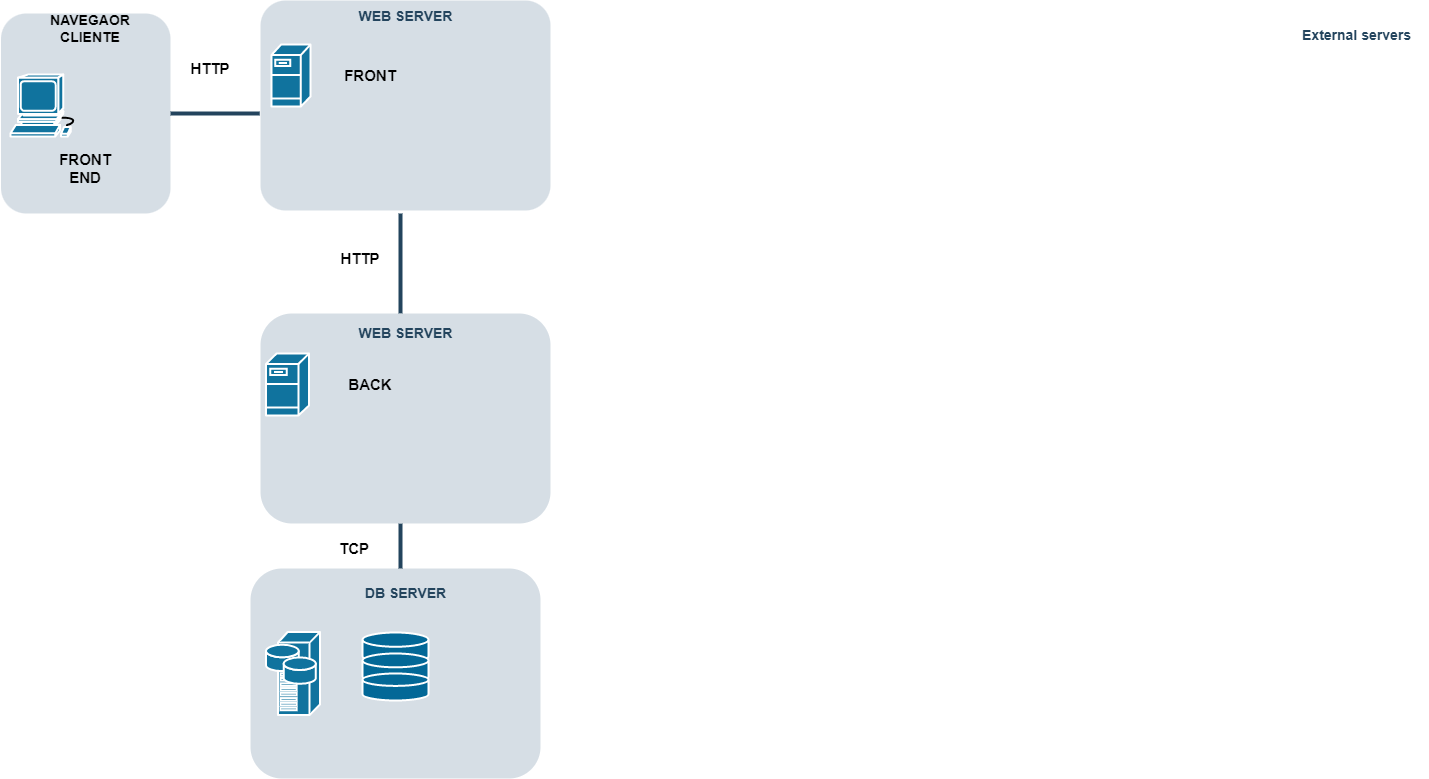 NAVEGAOR
CLIENTE
FRONT
END
HTTP
WEB SERVER
FRONT
External servers
HTTP
WEB SERVER
BACK
TCP
DB SERVER